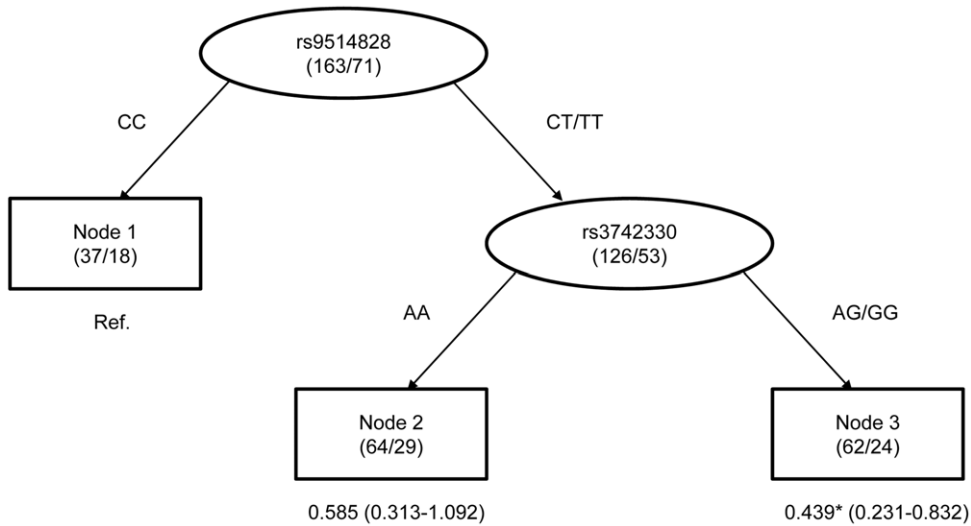 rs9514828
(163/71)
CC
CT/TT
Node 1
(37/18)
rs3742330
(126/53)
Ref.
AA
AG/GG
Node 2
(64/29)
Node 3
(62/24)
0.585 (0.313-1.092)
0.439* (0.231-0.832)